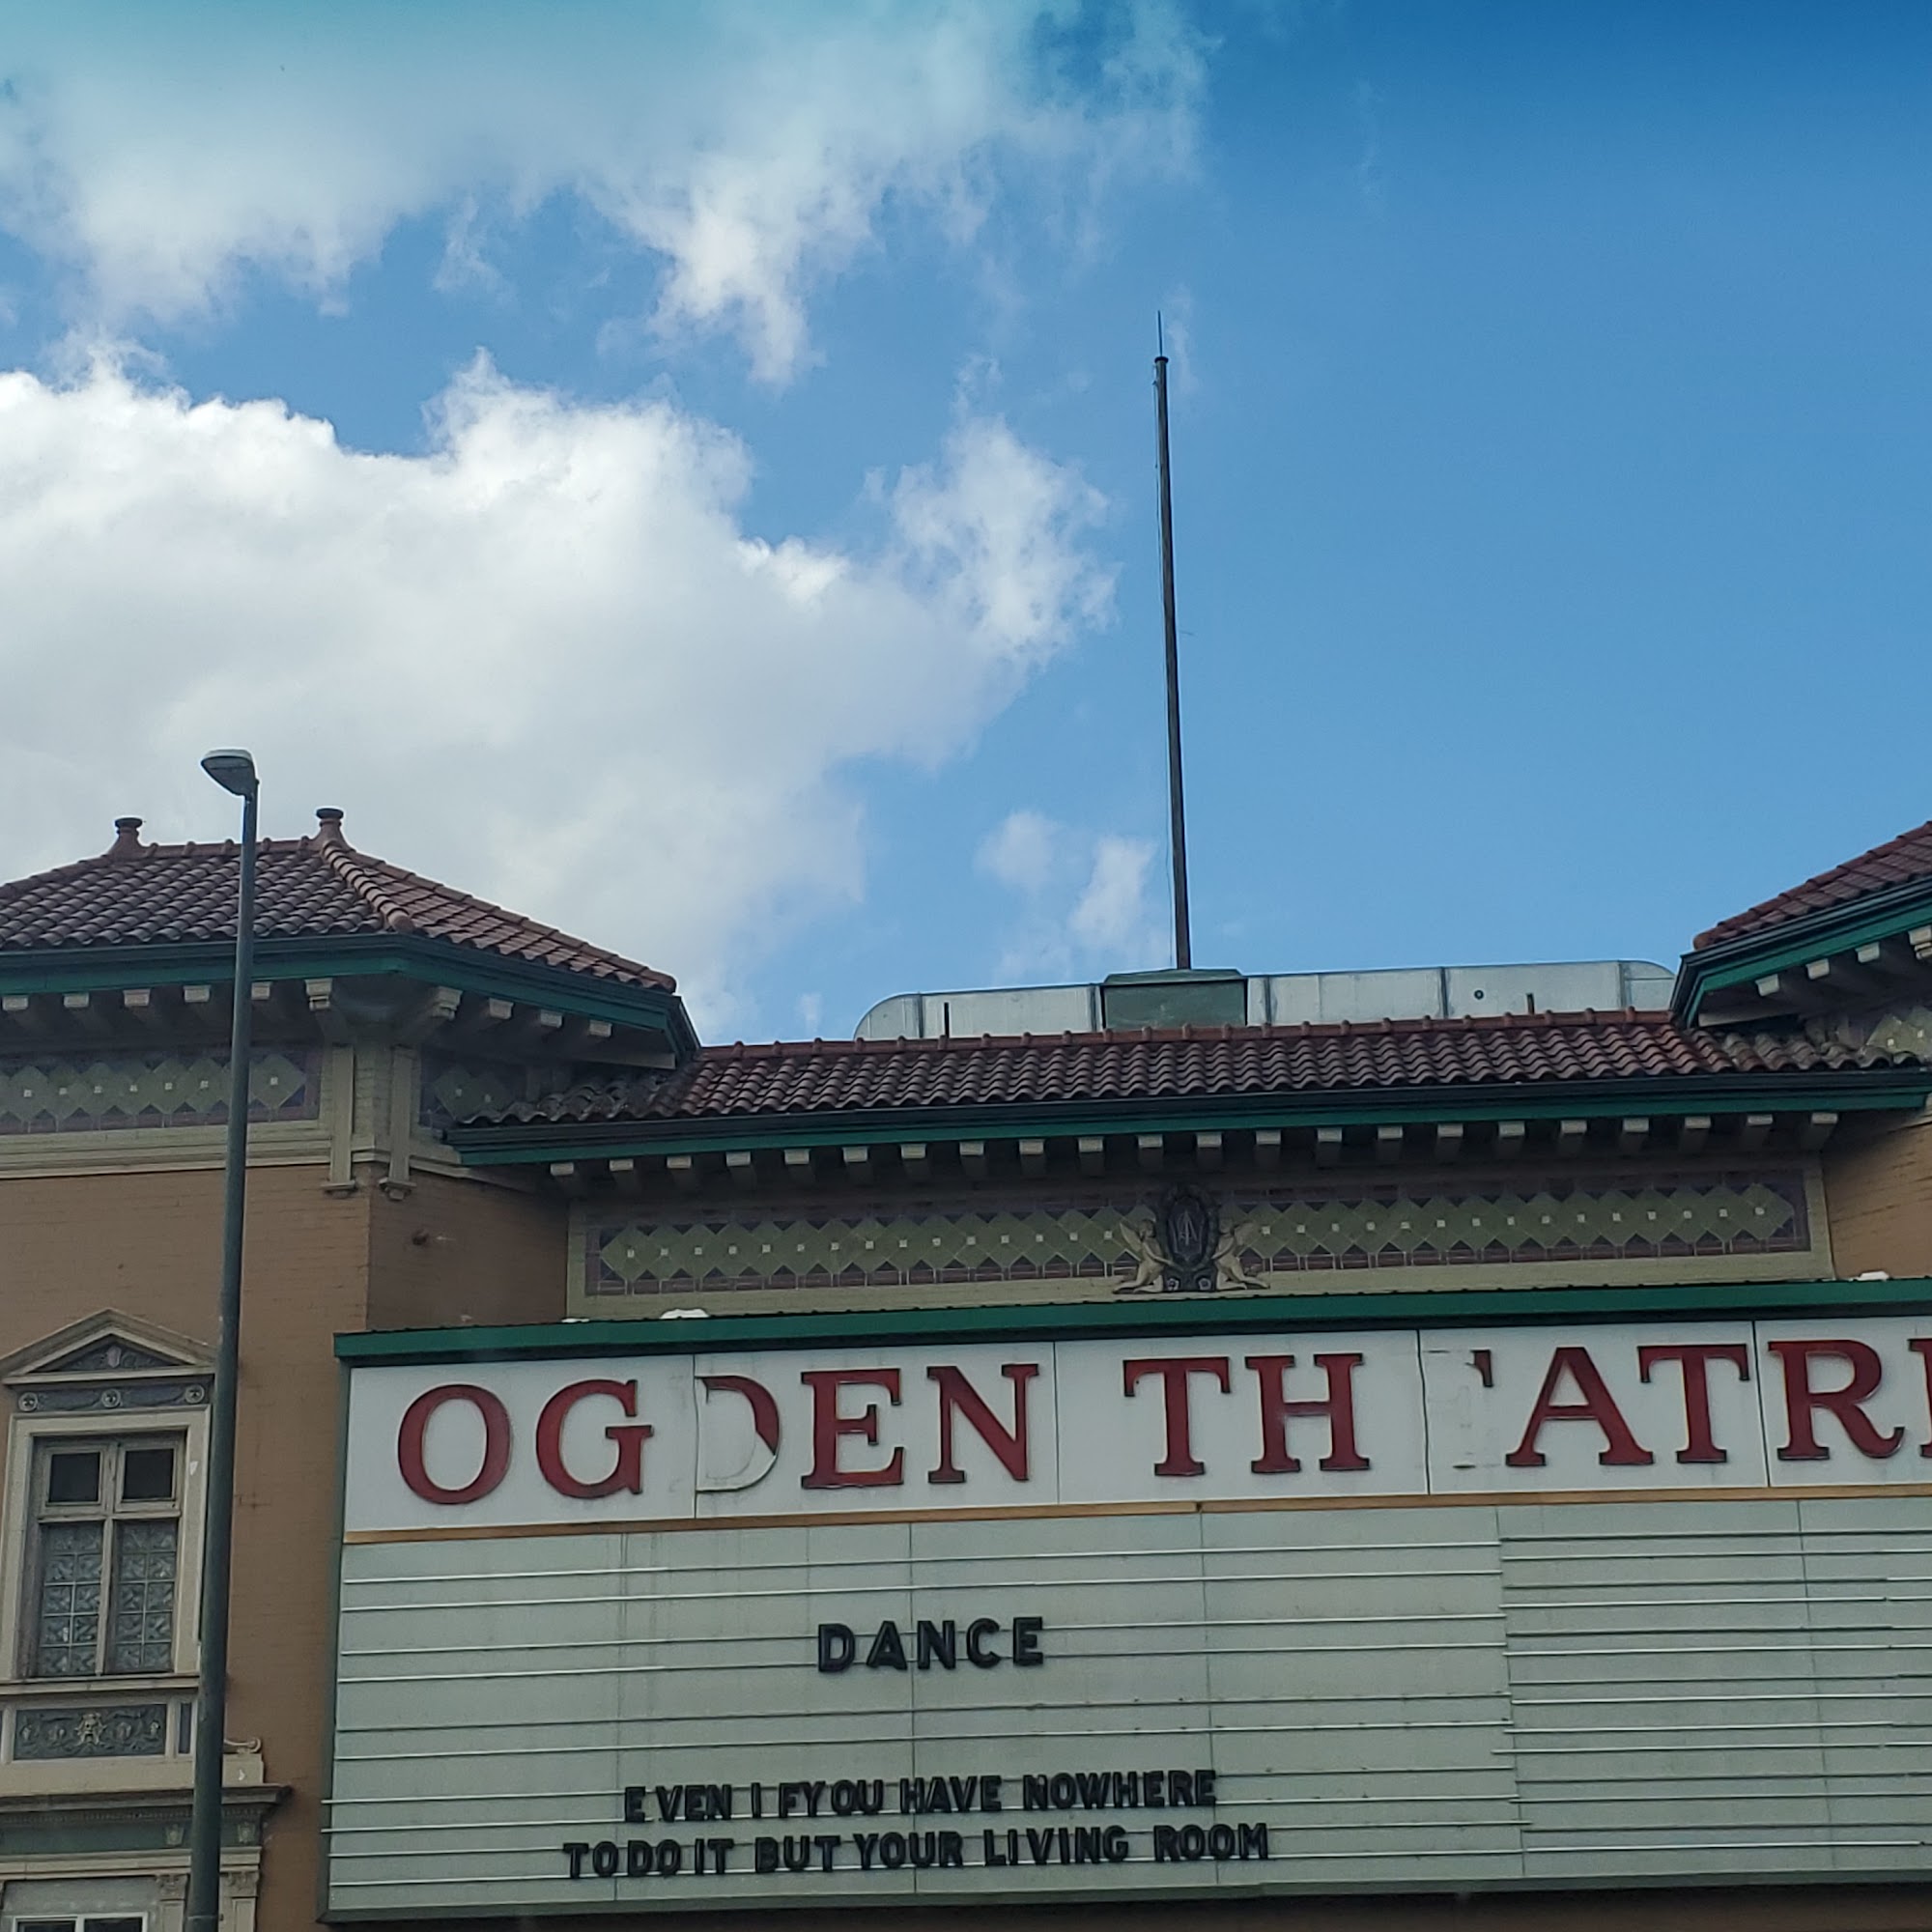 OGDEN TH ATR
DANCE
EVEN IF YOU HAVE NOWHERE
TO DO IT BUT YOUR LIVING ROOM